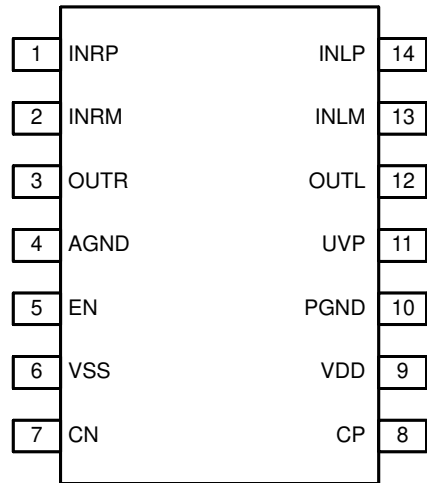 1 INRP INLP 14
2 INRM INLM 13
3 OUTR OUTL 12
4 AGND UVP 11
5 EN PGND 10
6 VSS VDD 9
7 CN CP 8